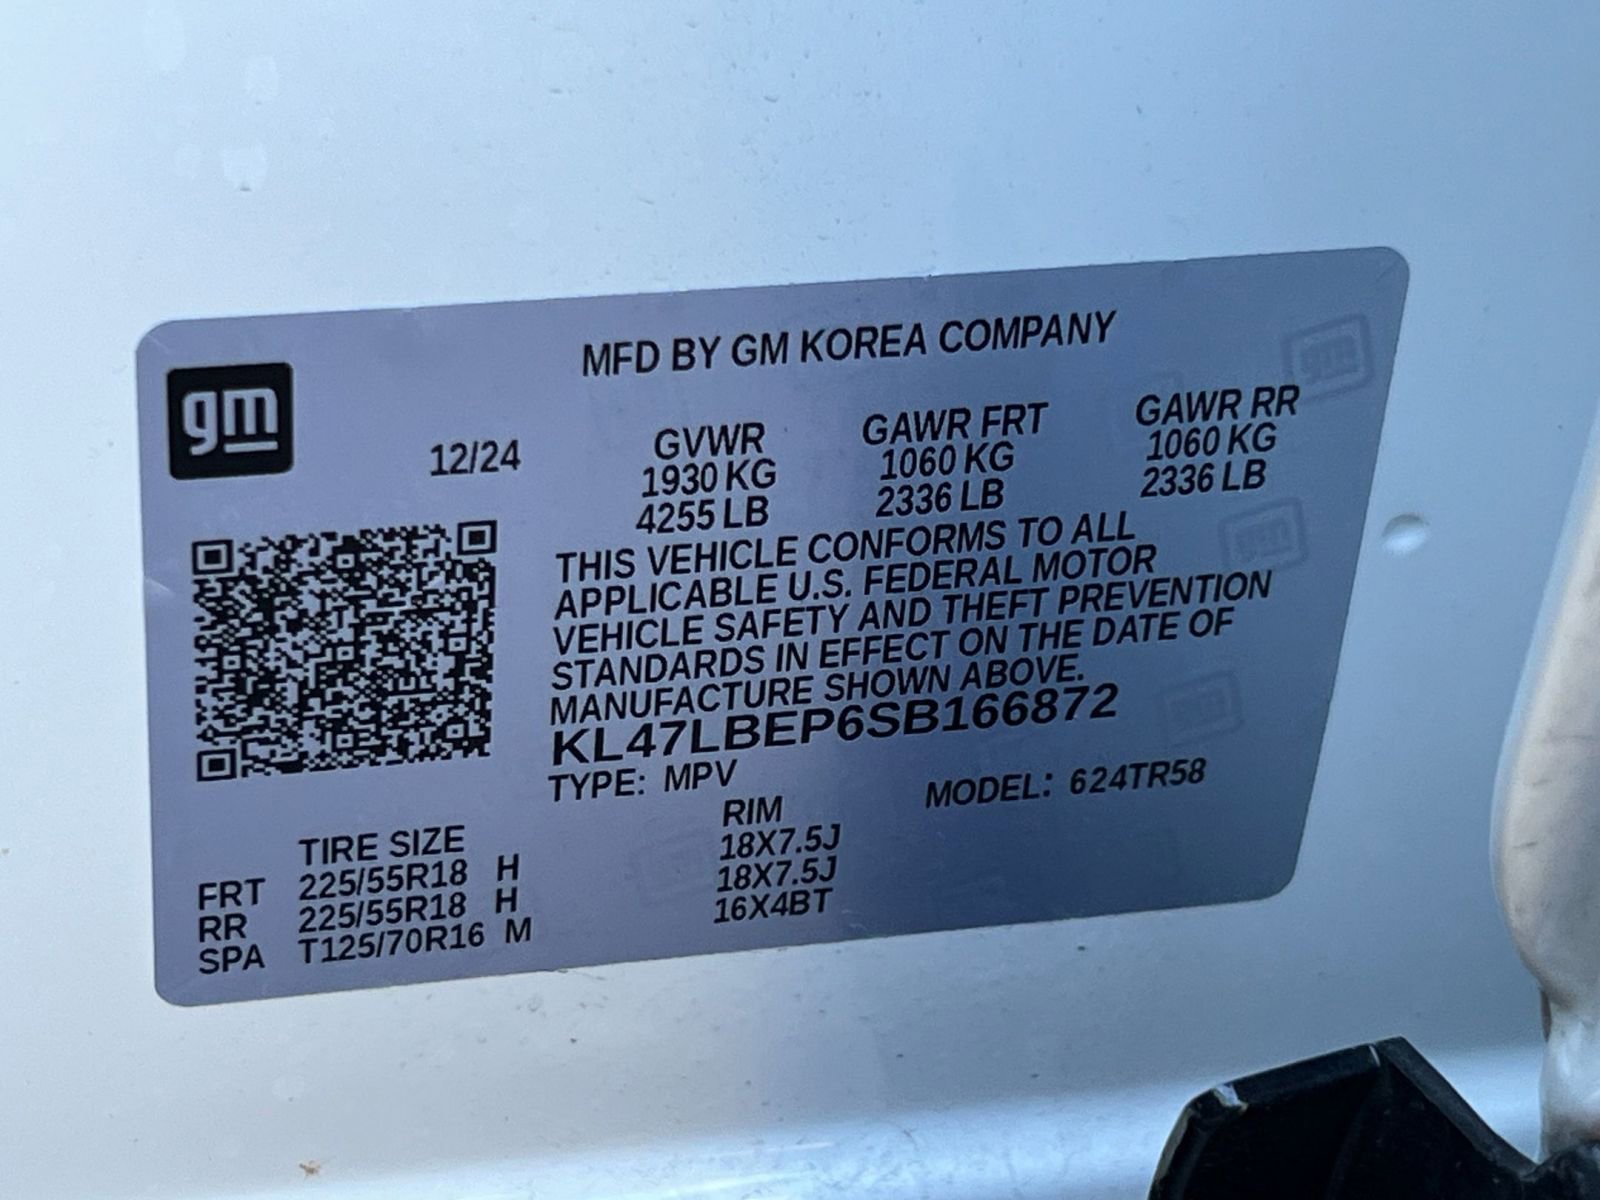 MFD BY GM KOREA COMPANY
gm
12/24
GVWR GAWR FRT GAWR RR
1930 KG 1060 KG 1060 KG
4255 LB 2336 LB 2336 LB
THIS VEHICLE CONFORMS TO ALL
APPLICABLE U.S. FEDERAL MOTOR
VEHICLE SAFETY AND THEFT PREVENTION
STANDARDS IN EFFECT ON THE DATE OF
MANUFACTURE SHOWN ABOVE.
KL47LBEP6SB166872
TYPE: MPV MODEL: 624TR58
TIRE SIZE RIM
FRT 225/55R18 H 18X7.5J
RR 225/55R18 H 18X7.5J
SPA T125/70R16 M 16X4BT
gm
gm
gm